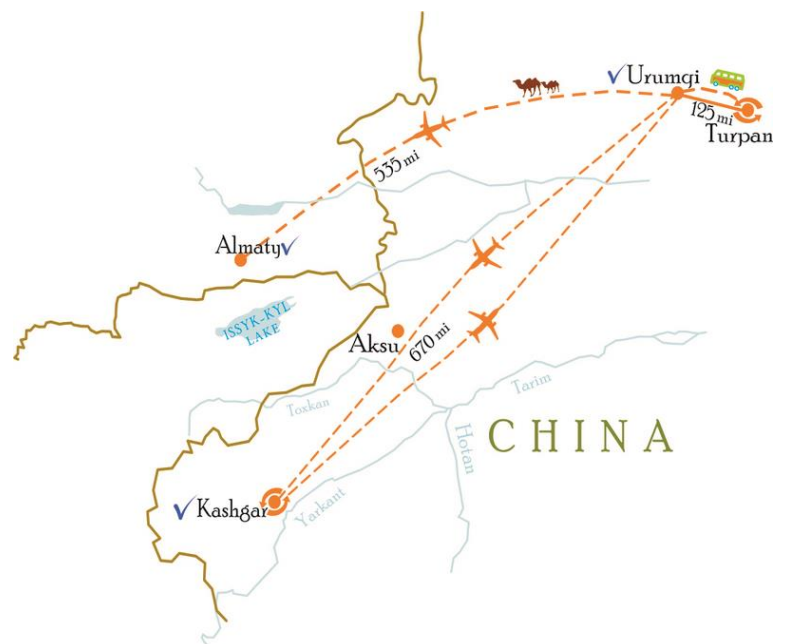 Urumqi
125 mi
Turpan
535 mi
Almaty
ISSYK-KYL
LAKE
Aksu
670 mi
Toxkan
Tarim
Hotan
CHINA
Kashgar
Yarkant